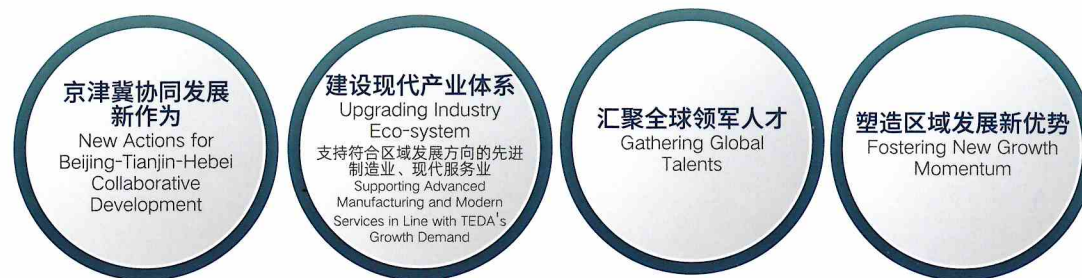 京津冀协同发展
新作为
New Actions for
Beijing-Tianjin-Hebei
Collaborative
Development
建设现代产业体系
Upgrading Industry
Eco-system
支持符合区域发展方向的先进
制造业、现代服务业
Supporting Advanced
Manufacturing and Modern
Services in Line with TEDA's
Growth Demand
汇聚全球领军人才
Gathering Global
Talents
塑造区域发展新优势
Fostering New Growth
Momentum